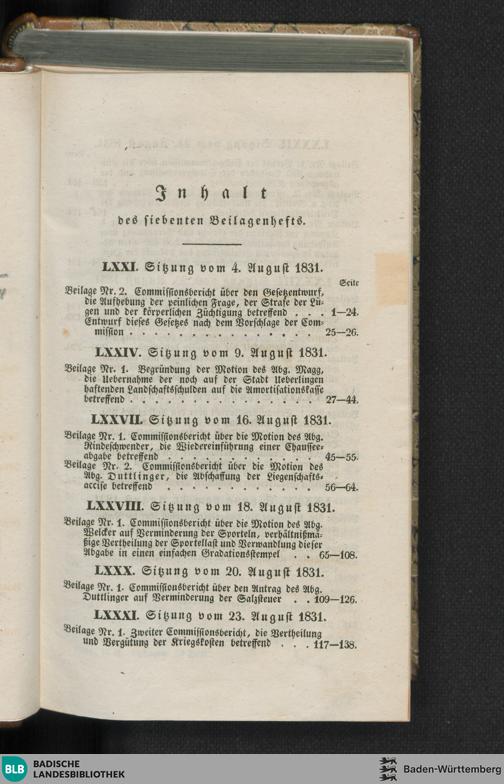 Inhalt
des siebenten Beilagenhefts.
LXXI. Sitzung vom 4. August 1831.
Seite
Beilage Nr. 2. Commissionsbericht über den Gesetzentwurf,
die Aufhebung der peinlichen Frage, der Strafe der Lü-
gen und der körperlichen Züchtigung betreffend . . . 1—24.
Entwurf dieses Gesetzes nach dem Vorschlage der Com-
mission . . . . . . . . . . . . . . 25—26.
LXXIV. Sitzung vom 9. August 1831.
Beilage Nr. 1. Begründung der Motion des Abg. Magg,
die Uebernahme der noch auf der Stadt Ueberlingen
haftenden Landschaftsschulden auf die Amortisationskasse
betreffend . . . . . . . . . . . . . . 27—44.
LXXVII. Sitzung vom 16. August 1831.
Beilage Nr. 1. Commissionsbericht über die Motion des Abg.
Rindeschwender, die Wiedereinführung einer Chaussee-
abgabe betreffend . . . . . . . . . . . 45—55.
Beilage Nr. 2. Commissionsbericht über die Motion des
Abg. Duttlinger, die Abschaffung der Liegenschafts-
accise betreffend . . . . . . . . . . . 56—64.
LXXVIII. Sitzung vom 18. August 1831.
Beilage Nr. 1. Commissionsbericht über die Motion des Abg.
Welcker auf Verminderung der Sporteln, verhältnißmä-
ßige Vertheilung der Sportellast und Verwandlung dieser
Abgabe in einen einfachen Gradationsstempel . . 65—108.
LXXX. Sitzung vom 20. August 1831.
Beilage Nr. 1. Commissionsbericht über den Antrag des Abg.
Duttlinger auf Verminderung der Salzsteuer . . 109—126.
LXXXI. Sitzung vom 23. August 1831.
Beilage Nr. 1. Zweiter Commissionsbericht, die Vertheilung
und Vergütung der Kriegskosten betreffend . . . 117—138.
BLB
BADISCHE
LANDESBIBLIOTHEK
Baden-Württemberg